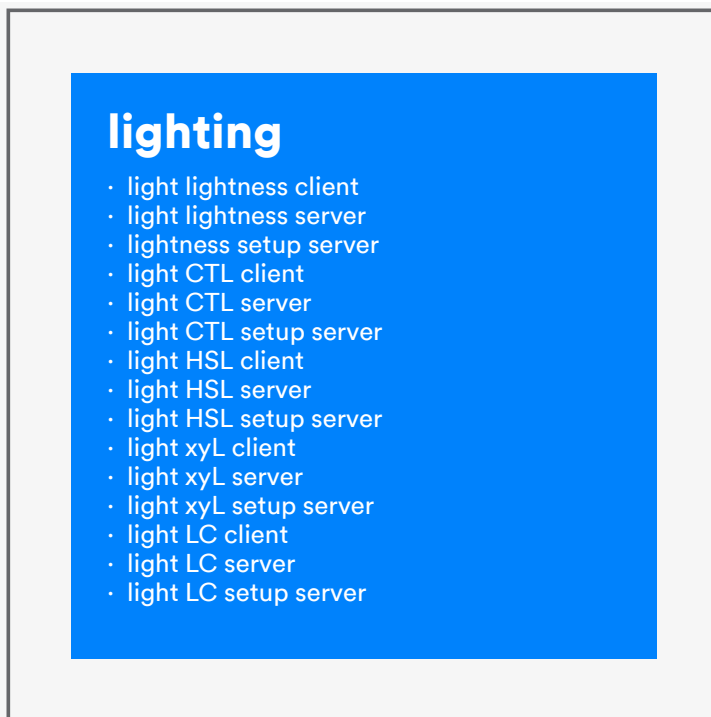 lighting
· light lightness client
· light lightness server
· lightness setup server
· light CTL client
· light CTL server
· light CTL setup server
· light HSL client
· light HSL server
· light HSL setup server
· light xyL client
· light xyL server
· light xyL setup server
· light LC client
· light LC server
· light LC setup server